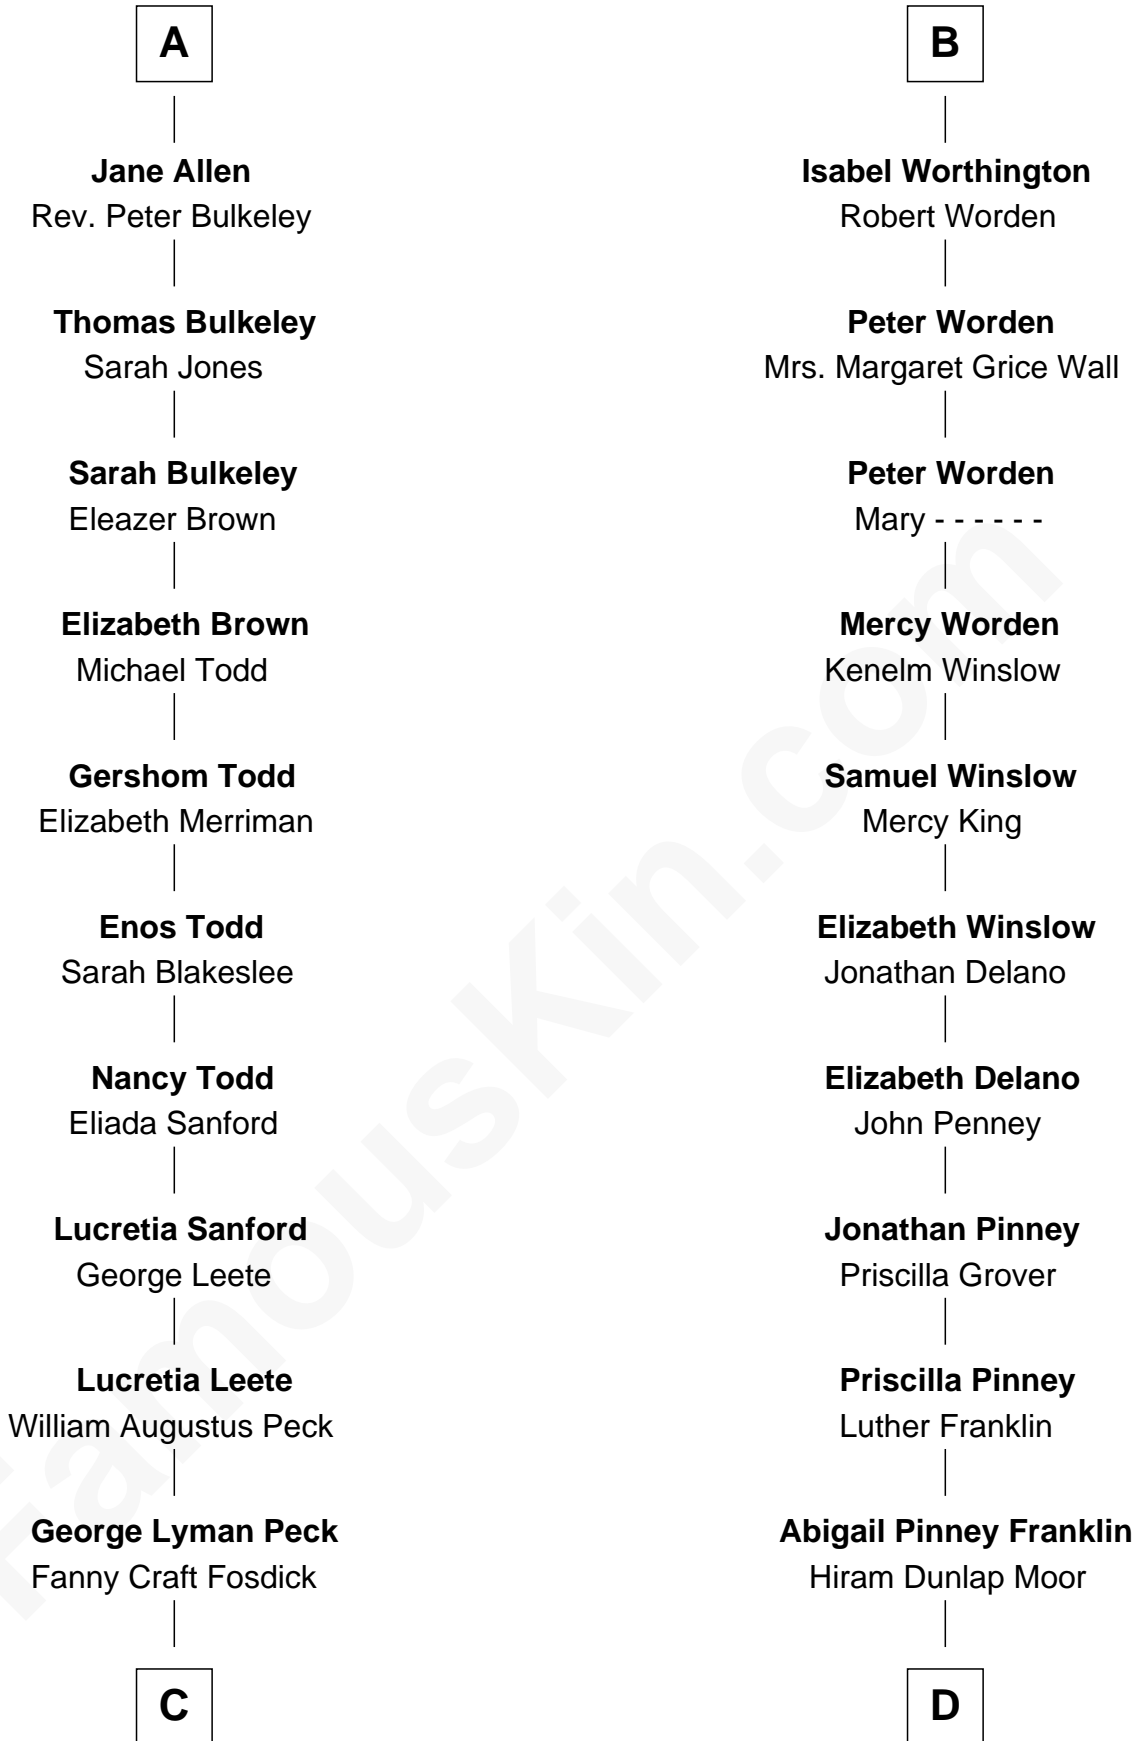 A
Jane Allen
Rev. Peter Bulkeley
Thomas Bulkeley
Sarah Jones
Sarah Bulkeley
Eleazer Brown
Elizabeth Brown
Michael Todd
Gershom Todd
Elizabeth Merriman
Enos Todd
Sarah Blakeslee
Nancy Todd
Eliada Sanford
Lucretia Sanford
George Leete
Lucretia Leete
William Augustus Peck
George Lyman Peck
Fanny Craft Fosdick
C
B
Isabel Worthington
Robert Worden
Peter Worden
Mrs. Margaret Grice Wall
Peter Worden
Mary - - - - - -
Mercy Worden
Kenelm Winslow
Samuel Winslow
Mercy King
Elizabeth Winslow
Jonathan Delano
Elizabeth Delano
John Penney
Jonathan Pinney
Priscilla Grover
Priscilla Pinney
Luther Franklin
Abigail Pinney Franklin
Hiram Dunlap Moor
D
FamousKin.com